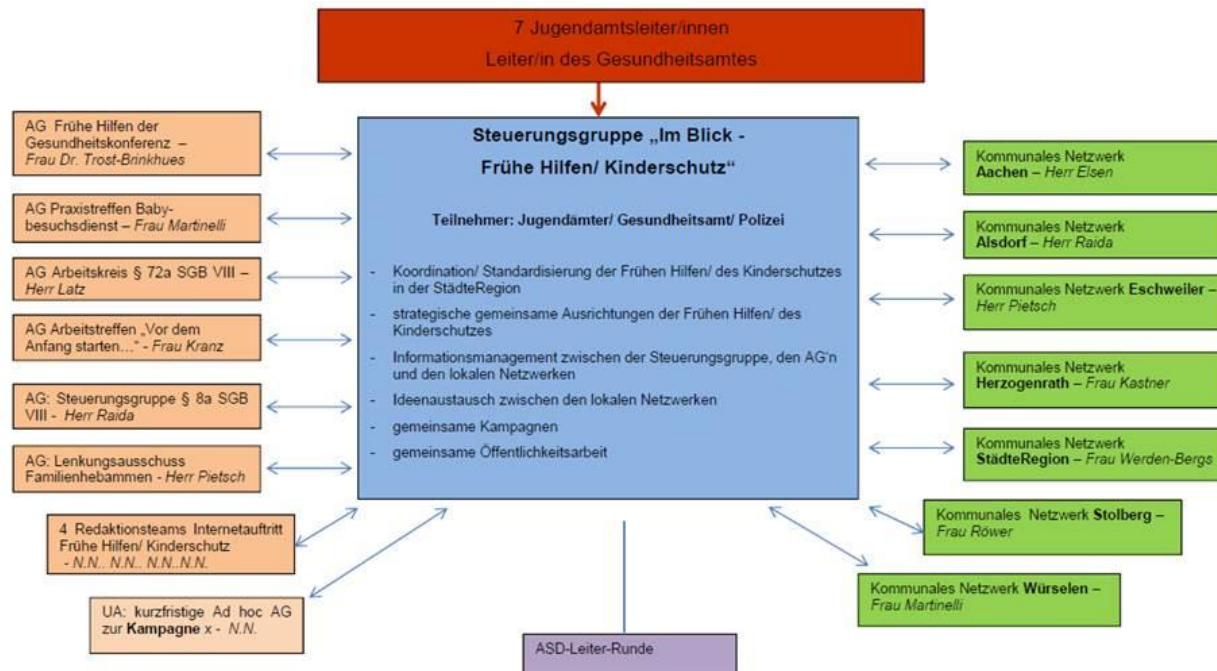 7 Jugendamtsleiter/innen
Leiter/in des Gesundheitsamtes
Steuerungsgruppe „Im Blick -
Frühe Hilfen/ Kinderschutz“
Teilnehmer: Jugendämter/ Gesundheitsamt/ Polizei
- Koordination/ Standardisierung der Frühen Hilfen/ des Kinderschutzes
in der StädteRegion
- strategische gemeinsame Ausrichtungen der Frühen Hilfen/ des
Kinderschutzes
- Informationsmanagement zwischen der Steuerungsgruppe, den AG'n
und den lokalen Netzwerken
- Ideenaustausch zwischen den lokalen Netzwerken
- gemeinsame Kampagnen
- gemeinsame Öffentlichkeitsarbeit
AG Frühe Hilfen der
Gesundheitskonferenz –
Frau Dr. Trost-Brinkhues
AG Praxistreffen Baby-
besuchsdienst – Frau Martinelli
AG Arbeitskreis § 72a SGB VIII –
Herr Latz
AG Arbeitstreffen „Vor dem
Anfang starten…“ - Frau Kranz
AG: Steuerungsgruppe § 8a SGB
VIII - Herr Raida
AG: Lenkungsausschuss
Familienhebammen - Herr Pietsch
4 Redaktionsteams Internetauftritt
Frühe Hilfen/ Kinderschutz
- N.N.. N.N.. N.N..N.N.
UA: kurzfristige Ad hoc AG
zur Kampagne x - N.N.
Kommunales Netzwerk
Aachen – Herr Elsen
Kommunales Netzwerk
Alsdorf – Herr Raida
Kommunales Netzwerk Eschweiler –
Herr Pietsch
Kommunales Netzwerk
Herzogenrath – Frau Kastner
Kommunales Netzwerk
StädteRegion – Frau Werden-Bergs
Kommunales Netzwerk Stolberg –
Frau Röwer
Kommunales Netzwerk Würselen –
Frau Martinelli
ASD-Leiter-Runde